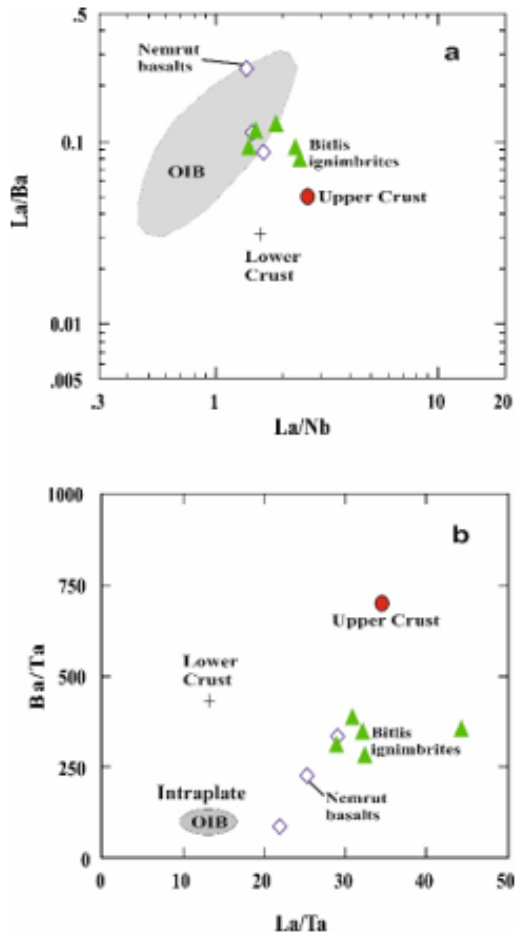 .5
a
Nemrut
basalts
0.1
OIB
Bitlis
ignimbrites
La/Ba
Upper Crust
Lower
Crust
0.01
.005
.3
1
10
20
La/Nb
1000
b
750
Upper Crust
Ba/Ta
Lower
Crust
500
Bitlis
ignimbrites
250
Intraplate
Nemrut
basalts
OIB
0
0
10
20
30
40
50
La/Ta